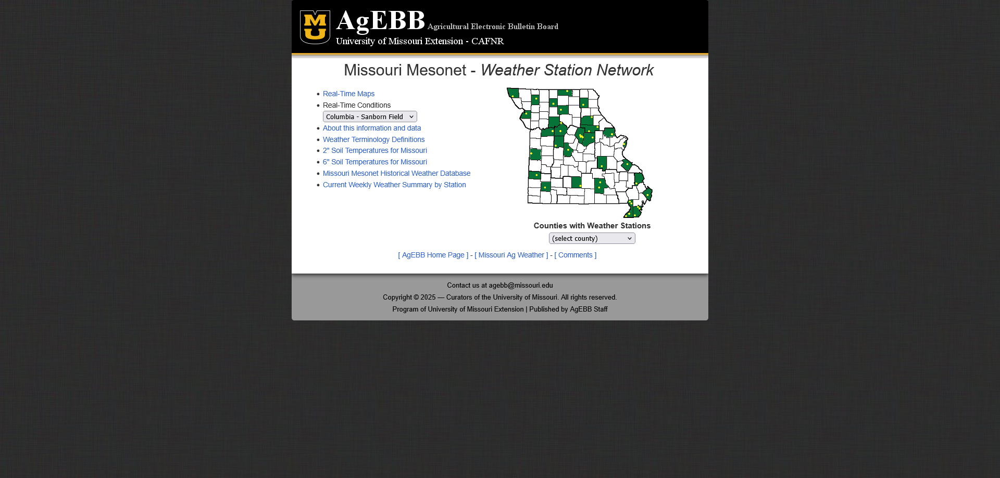 MU
AgEBB Agricultural Electronic Bulletin Board
University of Missouri Extension - CAFNR
Missouri Mesonet - Weather Station Network
Real-Time Maps
Real-Time Conditions
Columbia - Sanborn Field
About this information and data
Weather Terminology Definitions
2" Soil Temperatures for Missouri
6" Soil Temperatures for Missouri
Missouri Mesonet Historical Weather Database
Current Weekly Weather Summary by Station
Counties with Weather Stations
(select county)
[ AgEBB Home Page ] - [ Missouri Ag Weather ] - [ Comments ]
Contact us at agebb@missouri.edu
Copyright © 2025 — Curators of the University of Missouri. All rights reserved.
Program of University of Missouri Extension | Published by AgEBB Staff